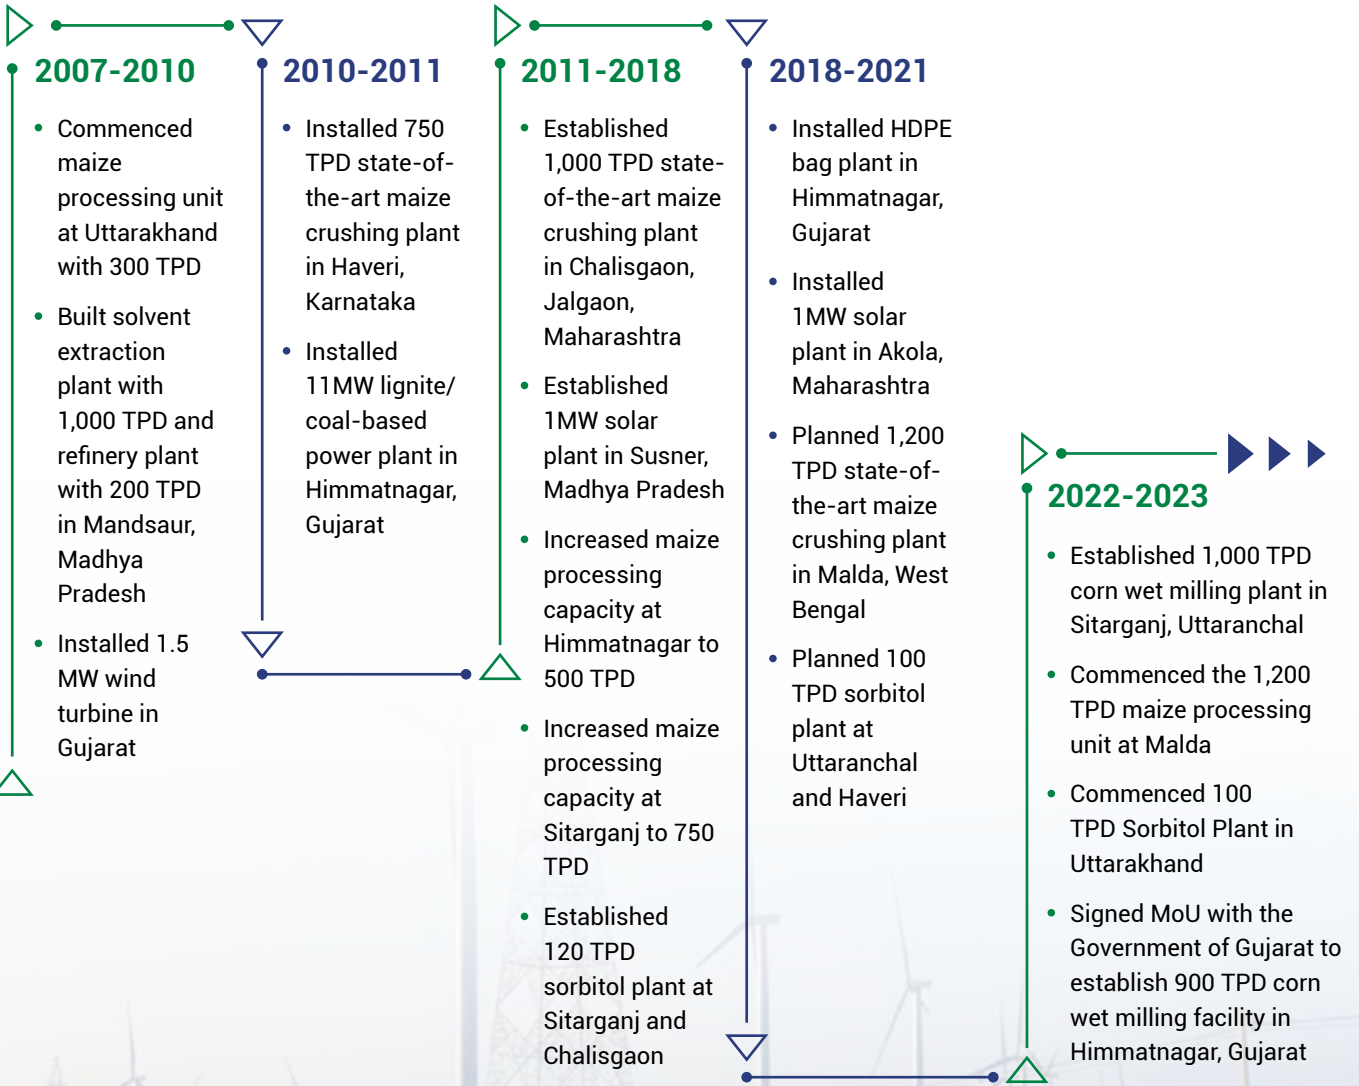 2007-2010
• Commenced
maize
processing unit
at Uttarakhand
with 300 TPD
• Built solvent
extraction
plant with
1,000 TPD and
refinery plant
with 200 TPD
in Mandsaur,
Madhya
Pradesh
• Installed 1.5
MW wind
turbine in
Gujarat
2010-2011
• Installed 750
TPD state-of-
the-art maize
crushing plant
in Haveri,
Karnataka
• Installed
11MW lignite/
coal-based
power plant in
Himmatnagar,
Gujarat
2011-2018
• Established
1,000 TPD state-
of-the-art maize
crushing plant
in Chalisgaon,
Jalgaon,
Maharashtra
• Established
1MW solar
plant in Susner,
Madhya Pradesh
• Increased maize
processing
capacity at
Himmatnagar to
500 TPD
• Increased maize
processing
capacity at
Sitarganj to 750
TPD
• Established
120 TPD
sorbitol plant at
Sitarganj and
Chalisgaon
2018-2021
• Installed HDPE
bag plant in
Himmatnagar,
Gujarat
• Installed
1MW solar
plant in Akola,
Maharashtra
• Planned 1,200
TPD state-of-
the-art maize
crushing plant
in Malda, West
Bengal
• Planned 100
TPD sorbitol
plant at
Uttaranchal
and Haveri
2022-2023
• Established 1,000 TPD
corn wet milling plant in
Sitarganj, Uttaranchal
• Commenced the 1,200
TPD maize processing
unit at Malda
• Commenced 100
TPD Sorbitol Plant in
Uttarakhand
• Signed MoU with the
Government of Gujarat to
establish 900 TPD corn
wet milling facility in
Himmatnagar, Gujarat